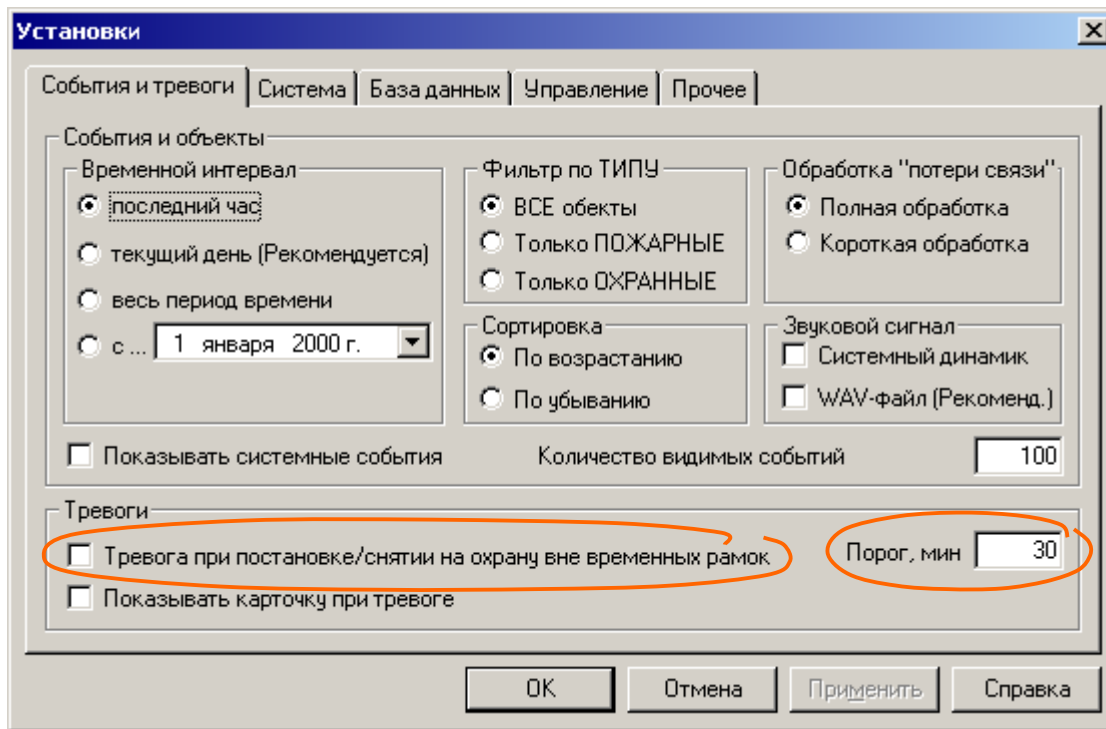 Установки
События и тревоги Система База данных Управление Прочее
События и объекты
Временной интервал
последний час
текущий день (Рекомендуется)
весь период времени
с ... 1 января 2000 г.
Фильтр по ТИПУ
ВСЕ обекты
Только ПОЖАРНЫЕ
Только ОХРАННЫЕ
Обработка "потери связи"
Полная обработка
Короткая обработка
Сортировка
По возрастанию
По убыванию
Звуковой сигнал
Системный динамик
WAV-файл (Рекоменд.)
Показывать системные события Количество видимых событий 100
Тревоги
Тревога при постановке/снятии на охрану вне временных рамок Порог, мин 30
Показывать карточку при тревоге
OK Отмена Применить Справка